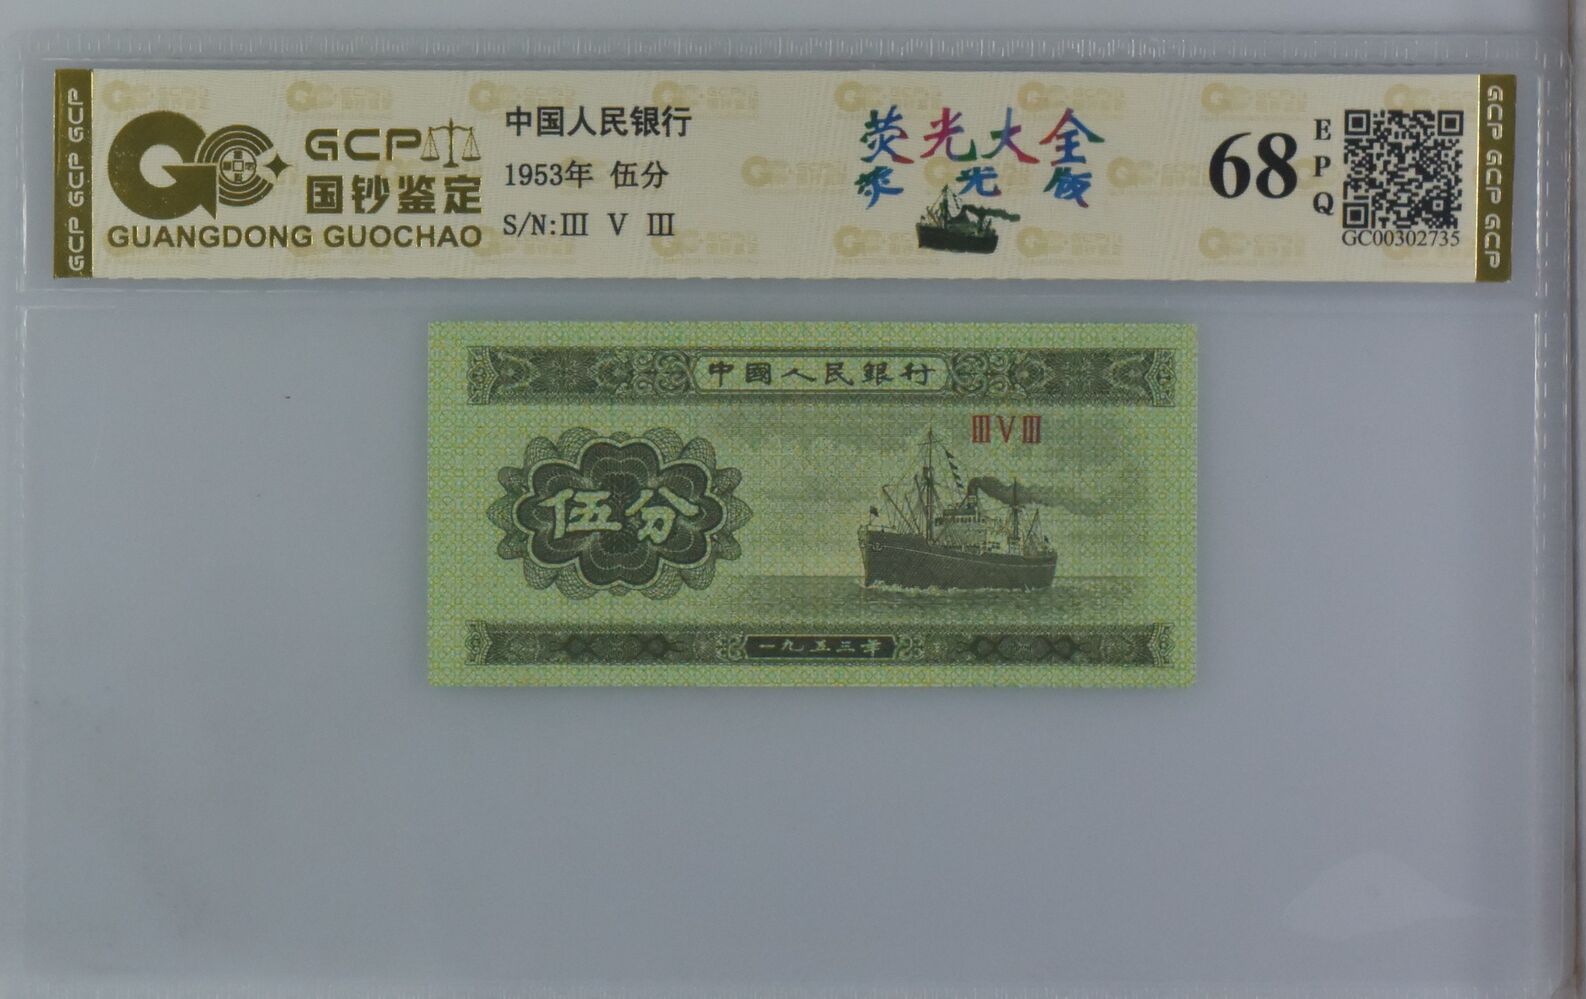 GCP GCP GCP
GCP
国钞鉴定
GUANGDONG GUOCHAO
中国人民银行
1953年 伍分
S/N:Ⅲ Ⅴ Ⅲ
荧光大全
光
68
EPQ
GC00302735
GCP GCP GCP
中國人民銀行
ⅢⅤⅢ
伍分
一九五三年